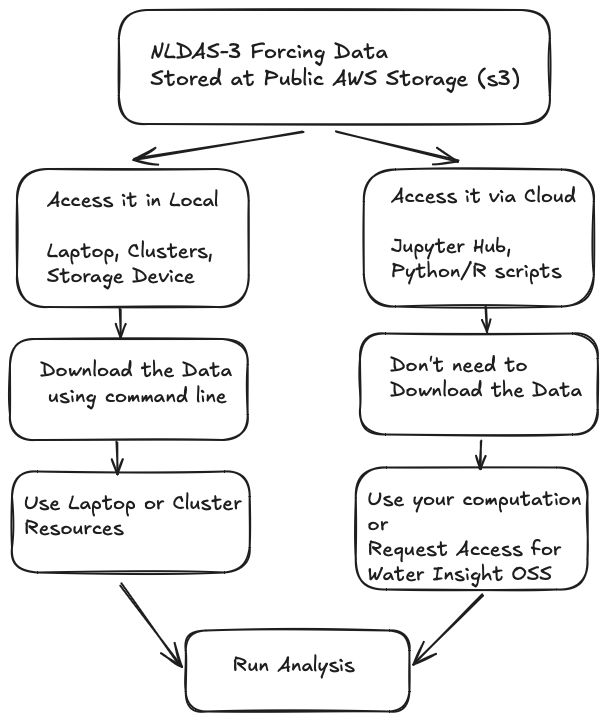 NLDAS-3 Forcing Data
Stored at Public AWS Storage (s3)
Access it in Local
Laptop, Clusters,
Storage Device
Download the Data
using command line
Use Laptop or Cluster
Resources
Access it via Cloud
Jupyter Hub,
Python/R scripts
Don't need to
Download the Data
Use your computation
or
Request Access for
Water Insight OSS
Run Analysis